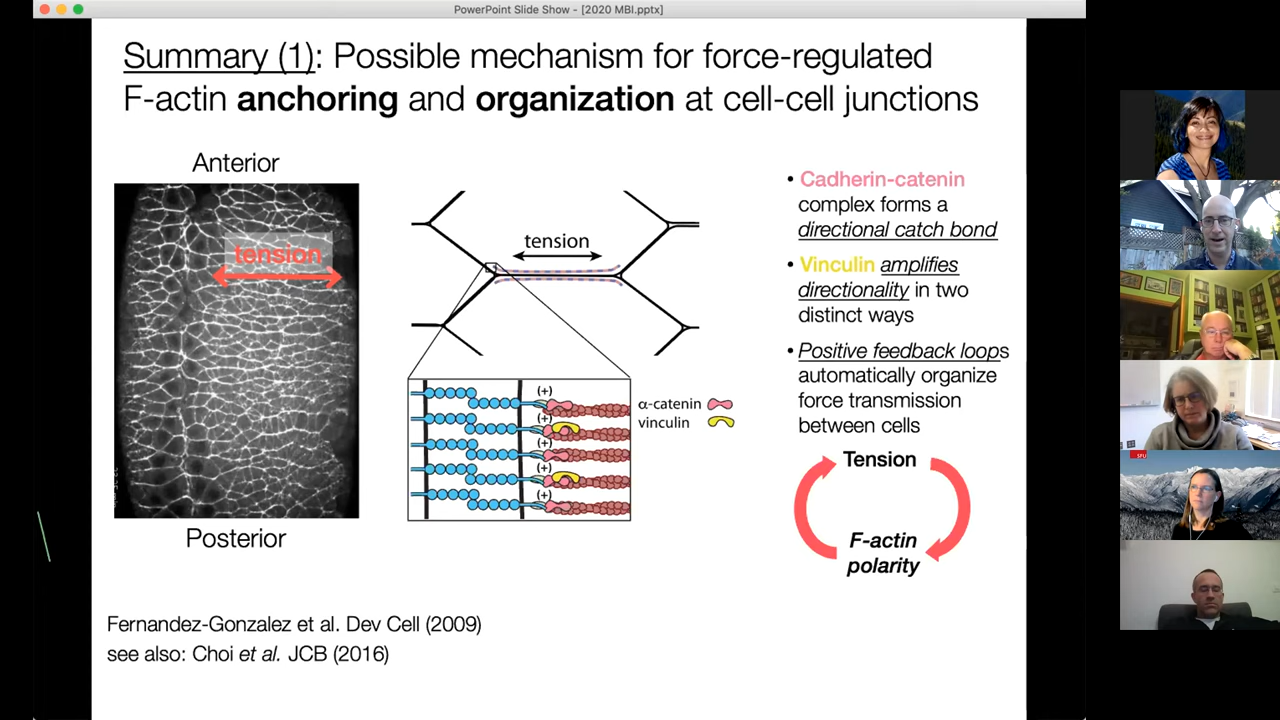 PowerPoint Slide Show - [2020 MBI.pptx]
Summary (1): Possible mechanism for force-regulated
F-actin anchoring and organization at cell-cell junctions
Anterior
tension
Posterior
tension
(+)
(+)
(+)
(+)
(+)
α-catenin
vinculin
• Cadherin-catenin
complex forms a
directional catch bond
• Vinculin amplifies
directionality in two
distinct ways
• Positive feedback loops
automatically organize
force transmission
between cells
Tension
F-actin
polarity
Fernandez-Gonzalez et al. Dev Cell (2009)
see also: Choi et al. JCB (2016)
SFU